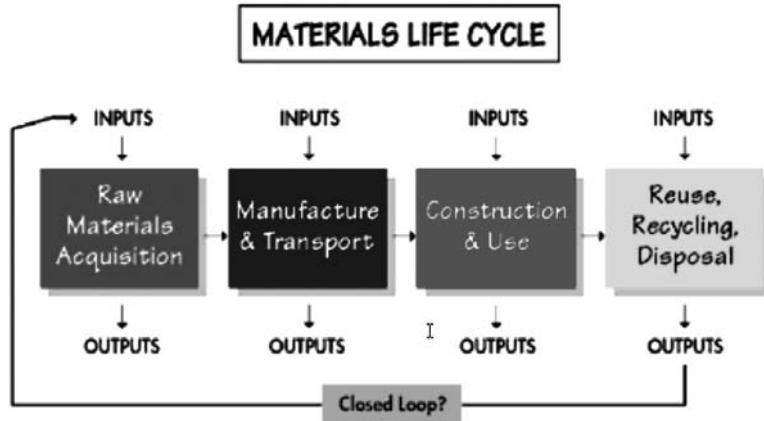 MATERIALS LIFE CYCLE
INPUTS
INPUTS
INPUTS
INPUTS
Raw
Materials
Acquisition
Manufacture
& Transport
Construction
& Use
Reuse,
Recycling,
Disposal
OUTPUTS
OUTPUTS
OUTPUTS
OUTPUTS
Closed Loop?